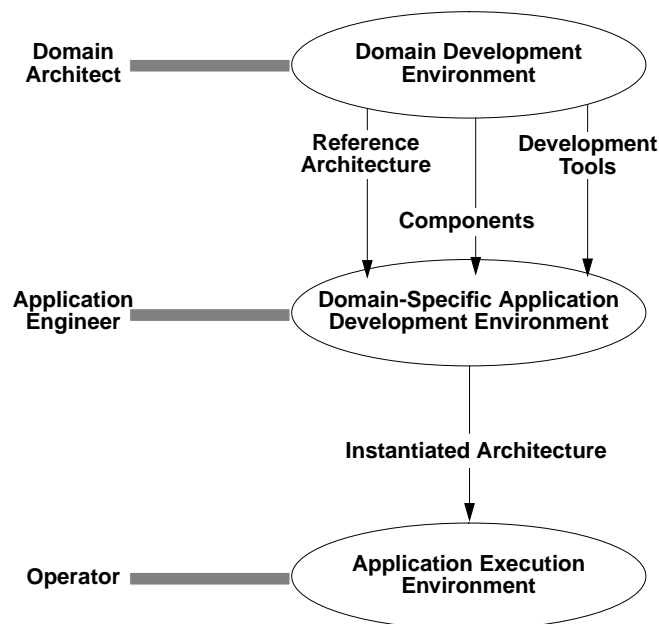 Domain
Architect
Domain Development
Environment
Reference
Architecture
Development
Tools
Components
Application
Engineer
Domain-Specific Application
Development Environment
Instantiated Architecture
Operator
Application Execution
Environment